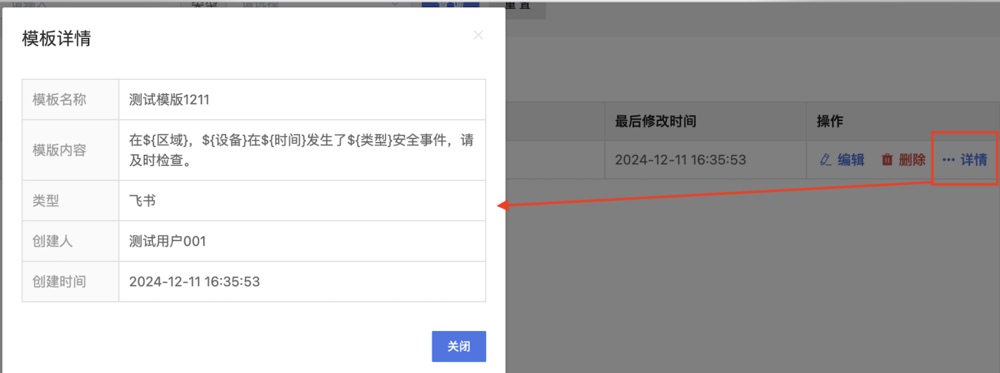 类型
重 置
模板详情
模板名称
测试模版1211
模版内容
在${区域}，${设备}在${时间}发生了${类型}安全事件，请
及时检查。
类型
飞书
创建人
测试用户001
创建时间
2024-12-11 16:35:53
关闭
最后修改时间
操作
2024-12-11 16:35:53
编辑
删除
··· 详情